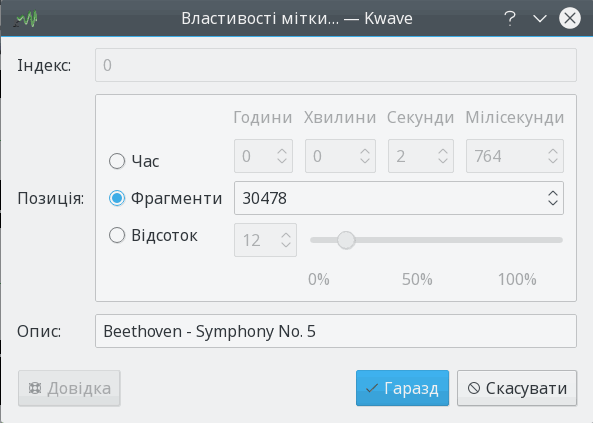 Властивості мітки... — Kwave
Індекс: 0
Години Хвилини Секунди Мілісекунди
Час 0 0 2 764
Позиція: Фрагменти 30478
Відсоток 12
0% 50% 100%
Опис: Beethoven - Symphony No. 5
Довідка Гаразд Скасувати